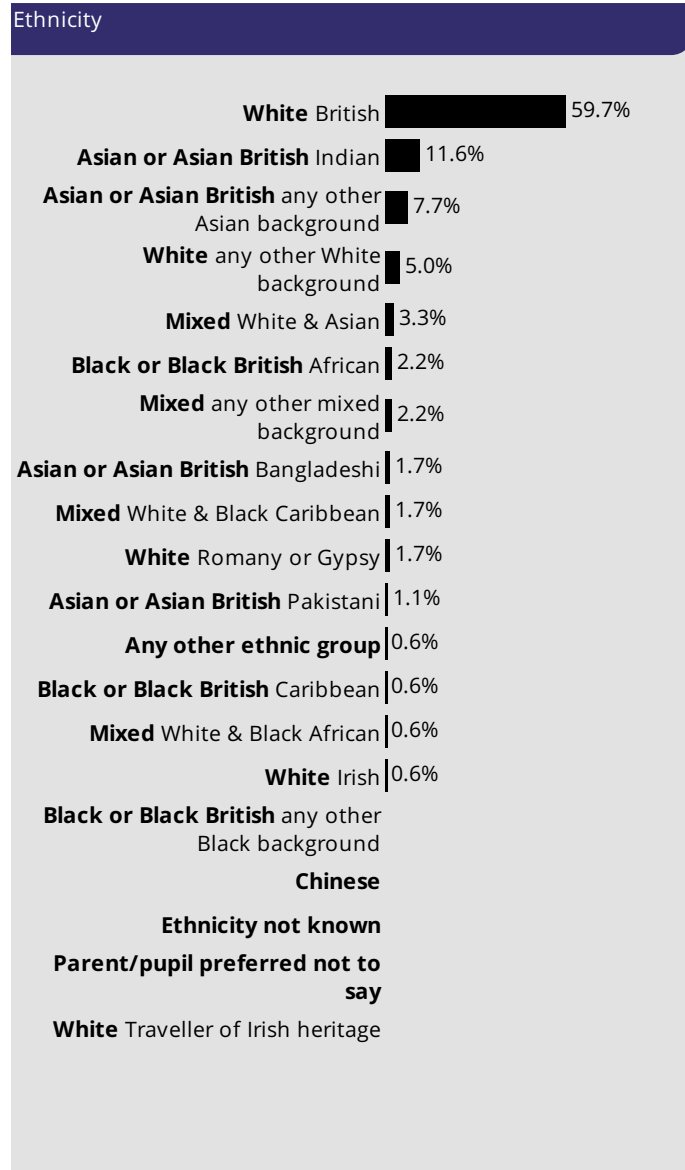 Ethnicity
White British 59.7%
Asian or Asian British Indian 11.6%
Asian or Asian British any other
Asian background 7.7%
White any other White
background 5.0%
Mixed White & Asian 3.3%
Black or Black British African 2.2%
Mixed any other mixed
background 2.2%
Asian or Asian British Bangladeshi 1.7%
Mixed White & Black Caribbean 1.7%
White Romany or Gypsy 1.7%
Asian or Asian British Pakistani 1.1%
Any other ethnic group 0.6%
Black or Black British Caribbean 0.6%
Mixed White & Black African 0.6%
White Irish 0.6%
Black or Black British any other
Black background
Chinese
Ethnicity not known
Parent/pupil preferred not to
say
White Traveller of Irish heritage